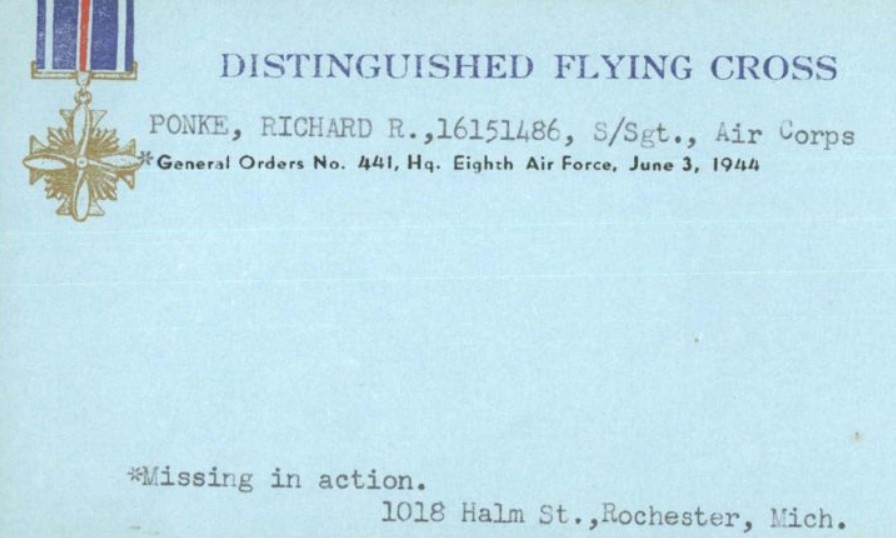 DISTINGUISHED FLYING CROSS
PONKE, RICHARD R.,16151486, S/Sgt., Air Corps
*General Orders No. 441, Hq. Eighth Air Force, June 3, 1944
*Missing in action.
1018 Halm St.,Rochester, Mich.